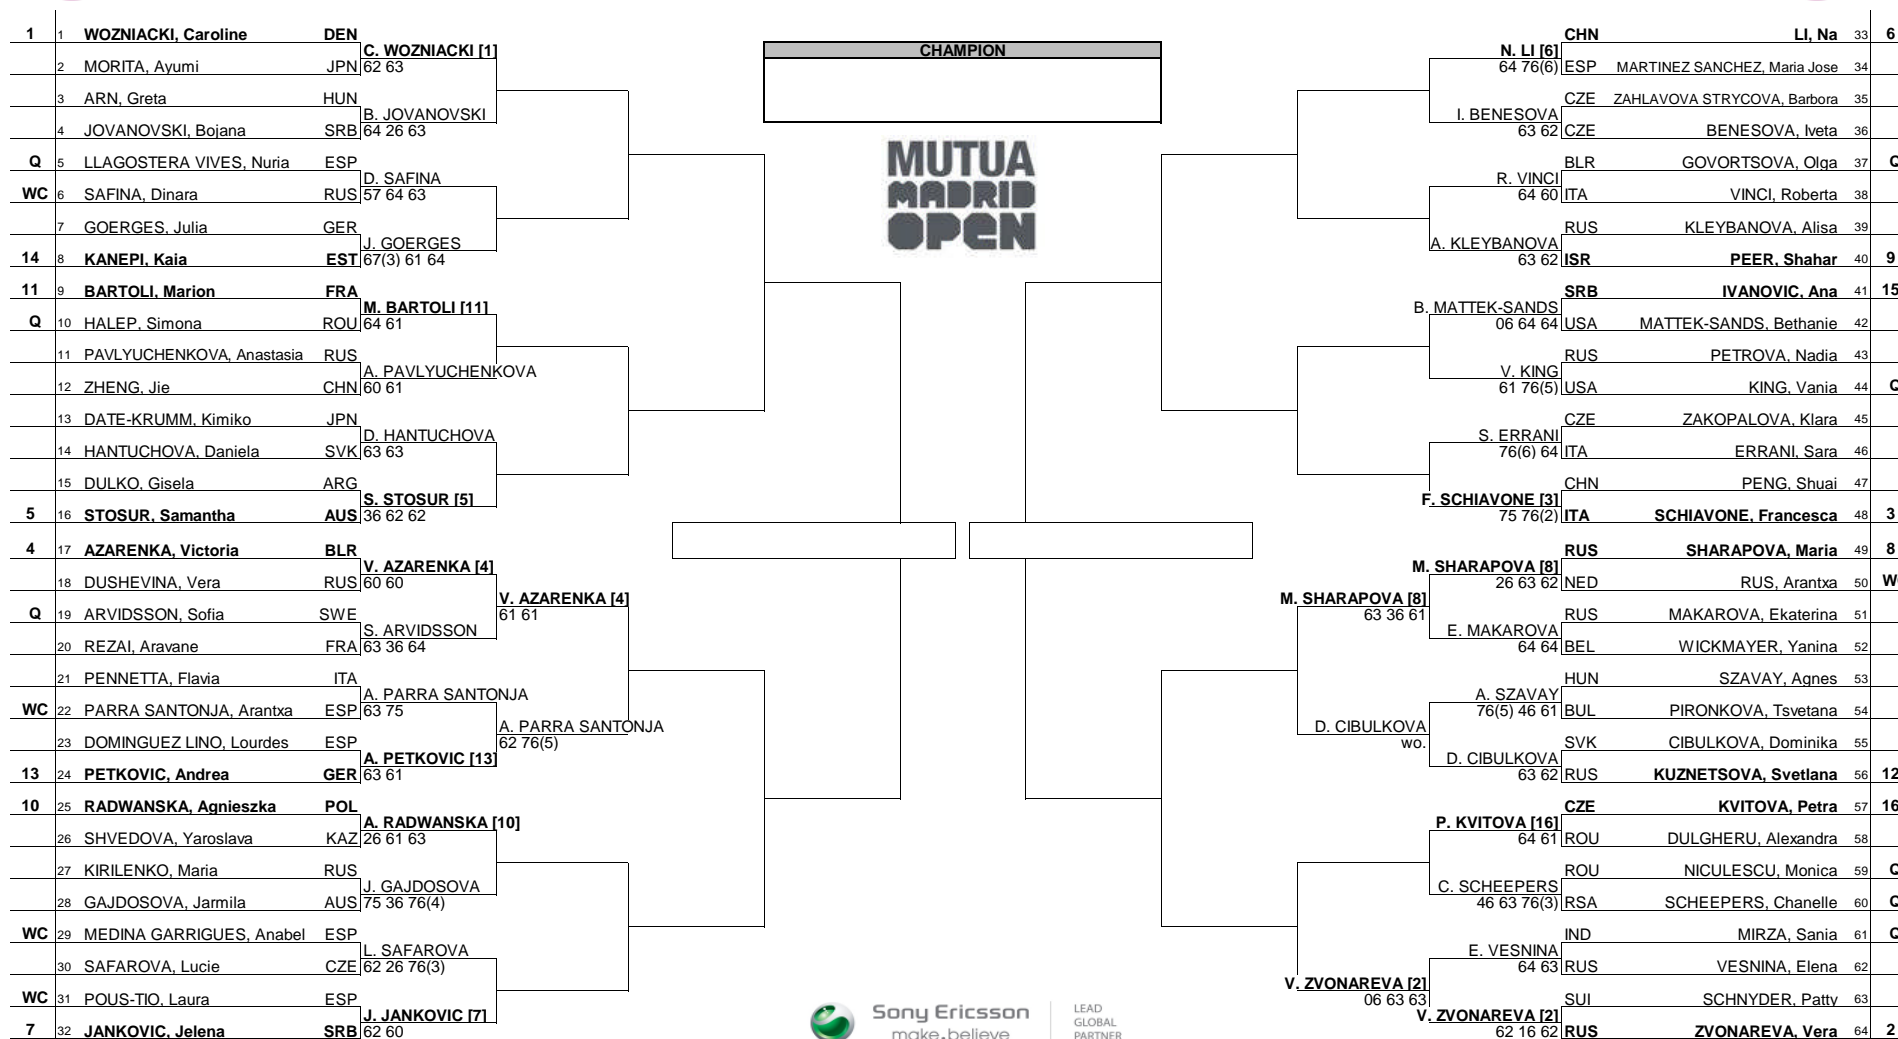 1 1 WOZNIACKI, Caroline DEN
C. WOZNIACKI [1]
2 MORITA, Ayumi JPN 62 63
3 ARN, Greta HUN
B. JOVANOVSKI
4 JOVANOVSKI, Bojana SRB 64 26 63
Q 5 LLAGOSTERA VIVES, Nuria ESP
D. SAFINA
WC 6 SAFINA, Dinara RUS 57 64 63
7 GOERGES, Julia GER
J. GOERGES
14 8 KANEPI, Kaia EST 67(3) 61 64
11 9 BARTOLI, Marion FRA
M. BARTOLI [11]
Q 10 HALEP, Simona ROU 64 61
11 PAVLYUCHENKOVA, Anastasia RUS
A. PAVLYUCHENKOVA
12 ZHENG, Jie CHN 60 61
13 DATE-KRUMM, Kimiko JPN
D. HANTUCHOVA
14 HANTUCHOVA, Daniela SVK 63 63
15 DULKO, Gisela ARG
S. STOSUR [5]
5 16 STOSUR, Samantha AUS 36 62 62
4 17 AZARENKA, Victoria BLR
V. AZARENKA [4]
18 DUSHEVINA, Vera RUS 60 60
V. AZARENKA [4]
61 61
Q 19 ARVIDSSON, Sofia SWE
S. ARVIDSSON
20 REZAI, Aravane FRA 63 36 64
21 PENNETTA, Flavia ITA
A. PARRA SANTONJA
WC 22 PARRA SANTONJA, Arantxa ESP 63 75
A. PARRA SANTONJA
62 76(5)
23 DOMINGUEZ LINO, Lourdes ESP
A. PETKOVIC [13]
13 24 PETKOVIC, Andrea GER 63 61
10 25 RADWANSKA, Agnieszka POL
A. RADWANSKA [10]
26 SHVEDOVA, Yaroslava KAZ 26 61 63
27 KIRILENKO, Maria RUS
J. GAJDOSOVA
28 GAJDOSOVA, Jarmila AUS 75 36 76(4)
WC 29 MEDINA GARRIGUES, Anabel ESP
L. SAFAROVA
30 SAFAROVA, Lucie CZE 62 26 76(3)
WC 31 POUS-TIO, Laura ESP
J. JANKOVIC [7]
7 32 JANKOVIC, Jelena SRB 62 60
CHAMPION
MUTUA
MADRID
OPEN
Sony Ericsson
make.believe
LEAD
GLOBAL
PARTNER
CHN LI, Na 33 6
N. LI [6]
64 76(6) ESP MARTINEZ SANCHEZ, Maria Jose 34
CZE ZAHLAVOVA STRYCOVA, Barbora 35
I. BENESOVA
63 62 CZE BENESOVA, Iveta 36
BLR GOVORTSOVA, Olga 37 Q
R. VINCI
64 60 ITA VINCI, Roberta 38
RUS KLEYBANOVA, Alisa 39
A. KLEYBANOVA
63 62 ISR PEER, Shahar 40 9
SRB IVANOVIC, Ana 41 15
B. MATTEK-SANDS
06 64 64 USA MATTEK-SANDS, Bethanie 42
RUS PETROVA, Nadia 43
V. KING
61 76(5) USA KING, Vania 44 Q
CZE ZAKOPALOVA, Klara 45
S. ERRANI
76(6) 64 ITA ERRANI, Sara 46
CHN PENG, Shuai 47
F. SCHIAVONE [3]
75 76(2) ITA SCHIAVONE, Francesca 48 3
RUS SHARAPOVA, Maria 49 8
M. SHARAPOVA [8]
26 63 62 NED RUS, Arantxa 50 W
M. SHARAPOVA [8]
63 36 61
RUS MAKAROVA, Ekaterina 51
E. MAKAROVA
64 64 BEL WICKMAYER, Yanina 52
HUN SZAVAY, Agnes 53
A. SZAVAY
76(5) 46 61 BUL PIRONKOVA, Tsvetana 54
D. CIBULKOVA
wo.
SVK CIBULKOVA, Dominika 55
D. CIBULKOVA
63 62 RUS KUZNETSOVA, Svetlana 56 12
CZE KVITOVA, Petra 57 16
P. KVITOVA [16]
64 61 ROU DULGHERU, Alexandra 58
ROU NICULESCU, Monica 59 Q
C. SCHEEPERS
46 63 76(3) RSA SCHEEPERS, Chanelle 60 Q
IND MIRZA, Sania 61 Q
E. VESNINA
64 63 RUS VESNINA, Elena 62
V. ZVONAREVA [2]
06 63 63
SUI SCHNYDER, Patty 63
V. ZVONAREVA [2]
62 16 62 RUS ZVONAREVA, Vera 64 2